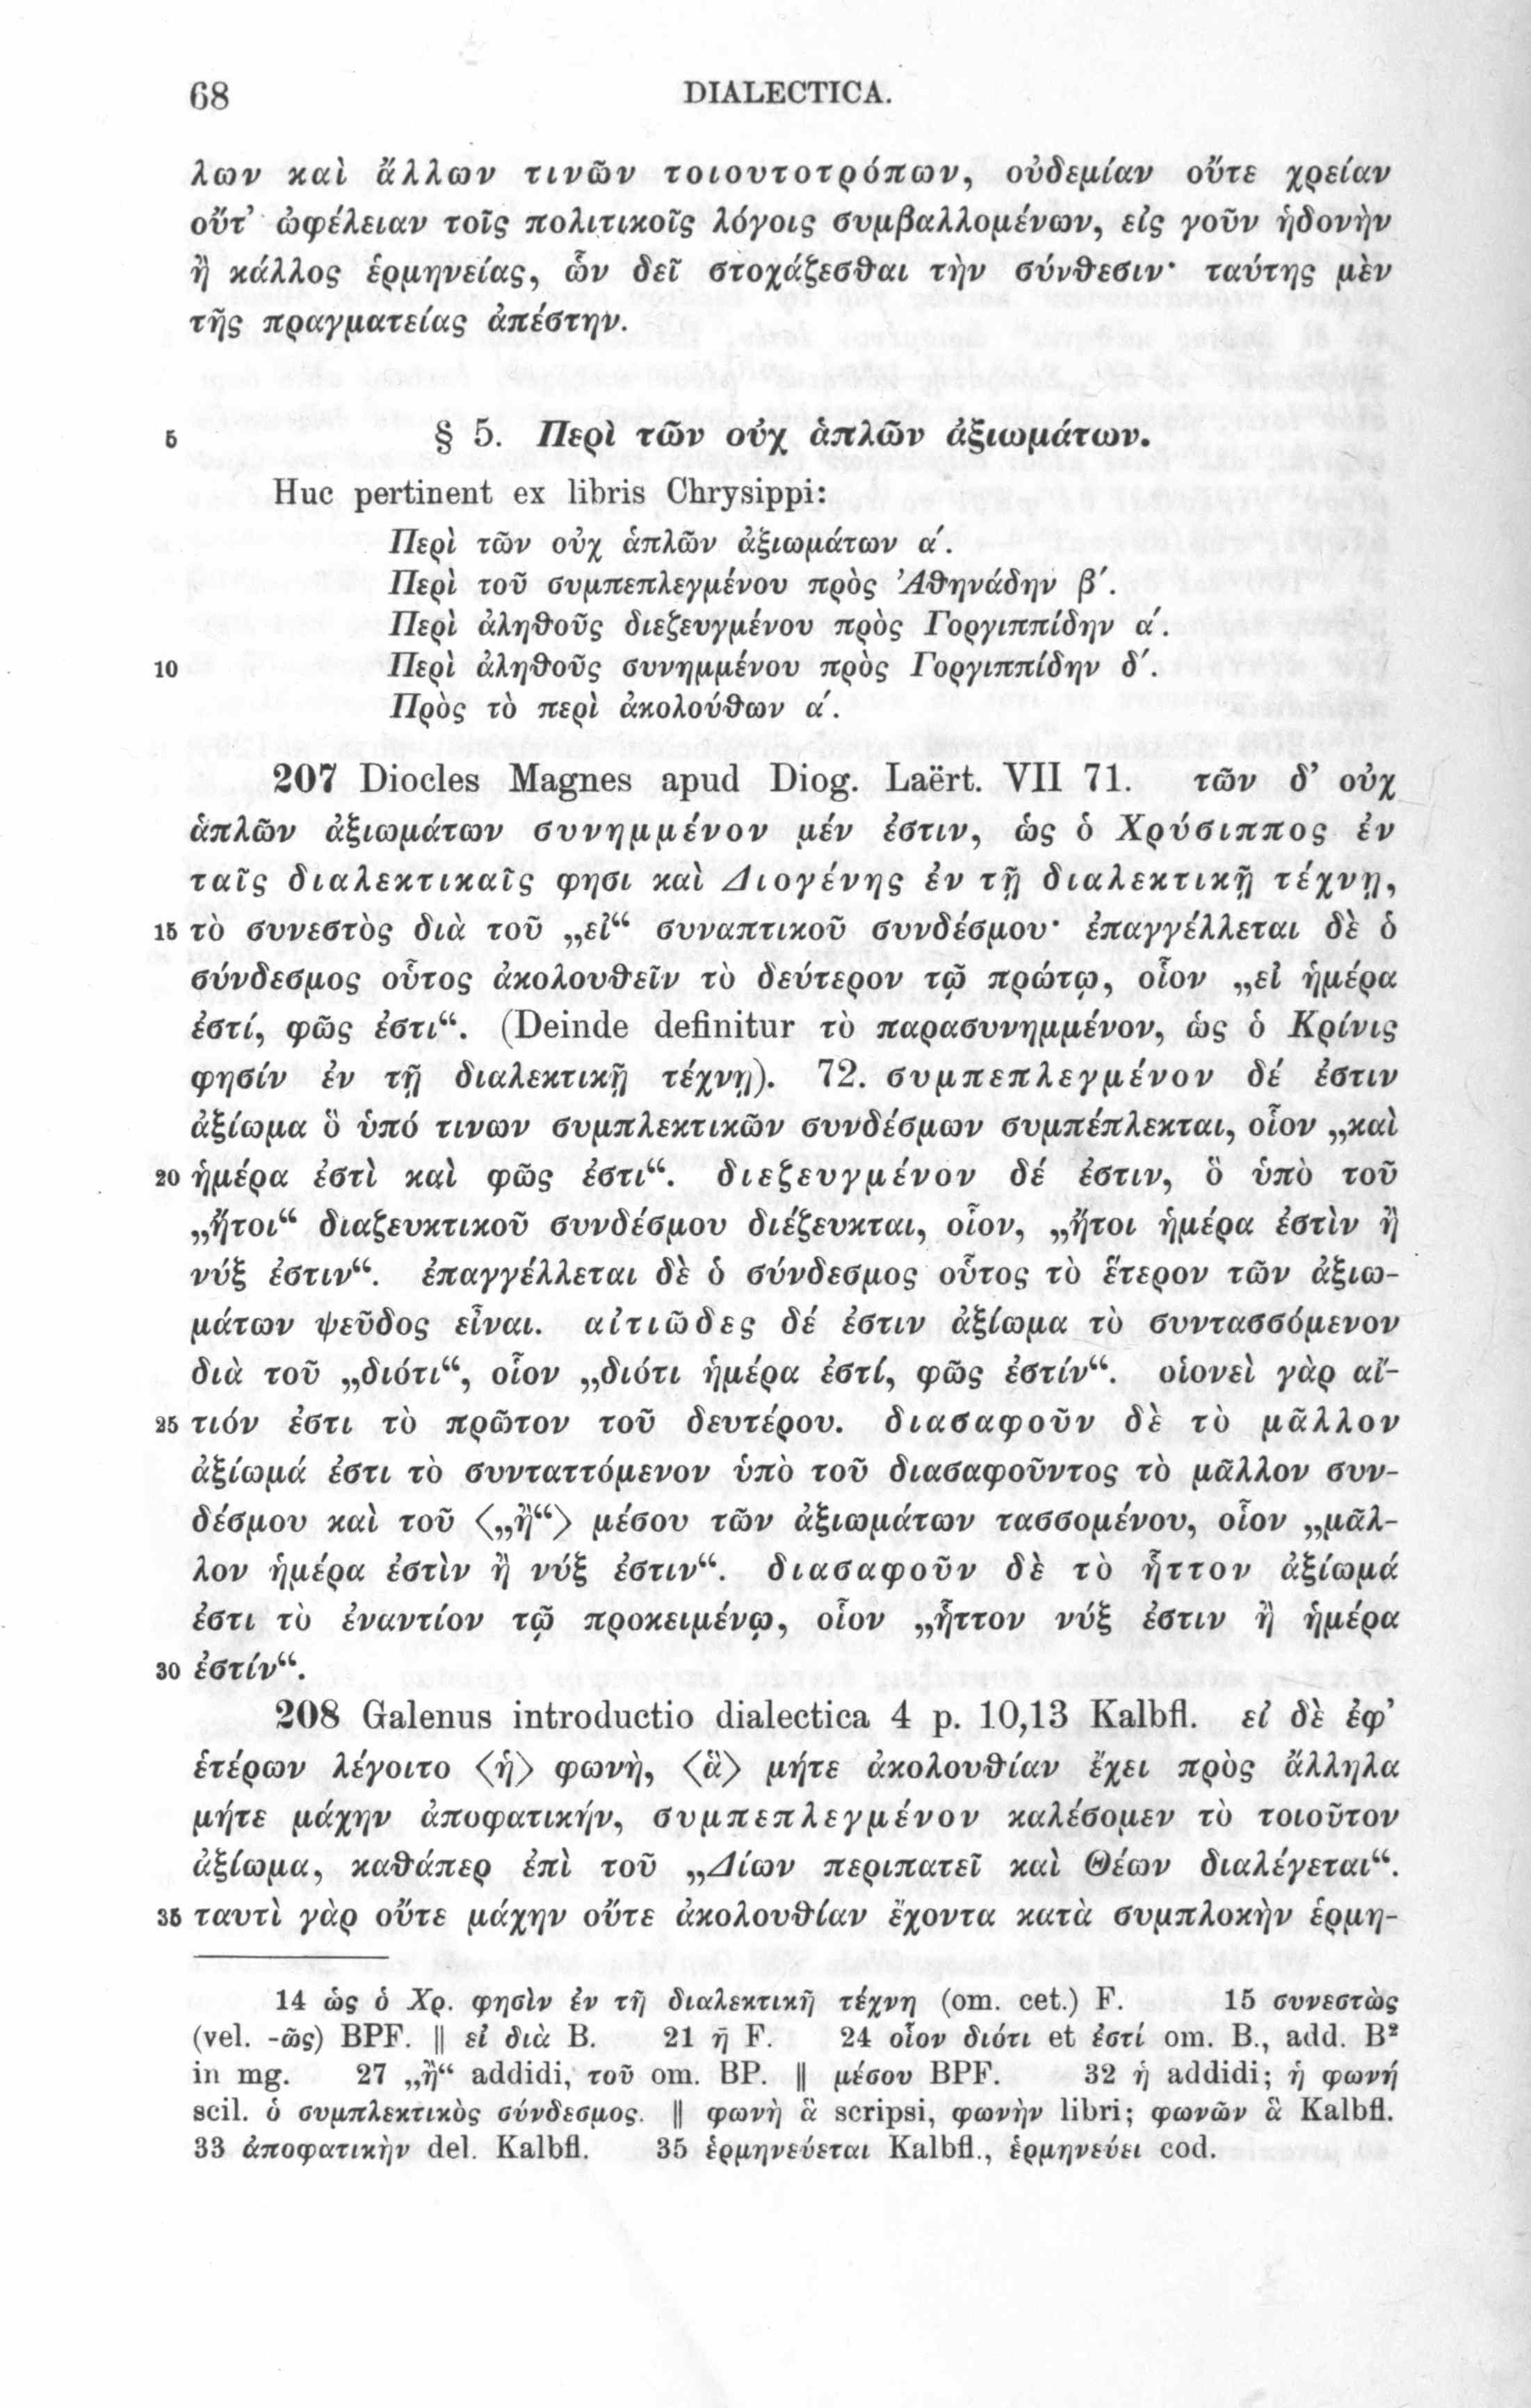 68 DIALECTICA.
λων καὶ ἄλλων τινῶν τοιουτοτρόπων, οὐδεμίαν οὔτε χρείαν
οὔτ’ ὠφέλειαν τοῖς πολιτικοῖς λόγοις συμβαλλομένων, εἰς γοῦν ἡδονὴν
ἢ κάλλος ἑρμηνείας, ὧν δεῖ στοχάζεσθαι τὴν σύνθεσιν· ταύτης μὲν
τῆς πραγματείας ἀπέστην.
5 § 5. Περὶ τῶν οὐχ ἁπλῶν ἀξιωμάτων.
Huc pertinent ex libris Chrysippi:
Περὶ τῶν οὐχ ἁπλῶν ἀξιωμάτων α΄.
Περὶ τοῦ συμπεπλεγμένου πρὸς Ἀθηνάδην β΄.
Περὶ ἀληθοῦς διεζευγμένου πρὸς Γοργιππίδην α΄.
10 Περὶ ἀληθοῦς συνημμένου πρὸς Γοργιππίδην δ΄.
Πρὸς τὸ περὶ ἀκολούθων α΄.
207 Diocles Magnes apud Diog. Laërt. VII 71. τῶν δ’ οὐχ
ἁπλῶν ἀξιωμάτων συνημμένον μέν ἐστιν, ὡς ὁ Χρύσιππος ἐν
ταῖς διαλεκτικαῖς φησι καὶ Διογένης ἐν τῇ διαλεκτικῇ τέχνῃ,
15 τὸ συνεστὸς διὰ τοῦ „εἰ“ συναπτικοῦ συνδέσμου· ἐπαγγέλλεται δὲ ὁ
σύνδεσμος οὗτος ἀκολουθεῖν τὸ δεύτερον τῷ πρώτῳ, οἷον „εἰ ἡμέρα
ἐστί, φῶς ἐστι“. (Deinde definitur τὸ παρασυνημμένον, ὡς ὁ Κρίνις
φησίν ἐν τῇ διαλεκτικῇ τέχνῃ). 72. συμπεπλεγμένον δέ ἐστιν
ἀξίωμα ὃ ὑπό τινων συμπλεκτικῶν συνδέσμων συμπέπλεκται, οἷον „καὶ
20 ἡμέρα ἐστὶ καὶ φῶς ἐστι“. διεζευγμένον δέ ἐστιν, ὃ ὑπὸ τοῦ
„ἤτοι“ διαζευκτικοῦ συνδέσμου διέζευκται, οἷον, „ἤτοι ἡμέρα ἐστὶν ἢ
νύξ ἐστιν“. ἐπαγγέλλεται δὲ ὁ σύνδεσμος οὗτος τὸ ἕτερον τῶν ἀξιω-
μάτων ψεῦδος εἶναι. αἰτιῶδες δέ ἐστιν ἀξίωμα τὸ συντασσόμενον
διὰ τοῦ „διότι“, οἷον „διότι ἡμέρα ἐστί, φῶς ἐστίν“. οἱονεὶ γὰρ αἴ-
25 τιόν ἐστι τὸ πρῶτον τοῦ δευτέρου. διασαφοῦν δὲ τὸ μᾶλλον
ἀξίωμά ἐστι τὸ συνταττόμενον ὑπὸ τοῦ διασαφοῦντος τὸ μᾶλλον συν-
δέσμου καὶ τοῦ ⟨„ἢ“⟩ μέσου τῶν ἀξιωμάτων τασσομένου, οἷον „μᾶλ-
λον ἡμέρα ἐστὶν ἢ νύξ ἐστιν“. διασαφοῦν δὲ τὸ ἧττον ἀξίωμά
ἐστι τὸ ἐναντίον τῷ προκειμένῳ, οἷον „ἧττον νύξ ἐστιν ἢ ἡμέρα
30 ἐστίν“.
208 Galenus introductio dialectica 4 p. 10,13 Kalbfl. εἰ δὲ ἐφ’
ἑτέρων λέγοιτο ⟨ἡ⟩ φωνὴ, ⟨ἃ⟩ μήτε ἀκολουθίαν ἔχει πρὸς ἄλληλα
μήτε μάχην ἀποφατικήν, συμπεπλεγμένον καλέσομεν τὸ τοιοῦτον
ἀξίωμα, καθάπερ ἐπὶ τοῦ „Δίων περιπατεῖ καὶ Θέων διαλέγεται“.
35 ταυτὶ γὰρ οὔτε μάχην οὔτε ἀκολουθίαν ἔχοντα κατὰ συμπλοκὴν ἑρμη-
14 ὡς ὁ Χρ. φησὶν ἐν τῇ διαλεκτικῇ τέχνῃ (om. cet.) F. 15 συνεστὼς
(vel. -ῶς) BPF. || εἰ διὰ B. 21 ῆ F. 24 οἷον διότι et ἐστί om. B., add. B²
in mg. 27 „ἢ“ addidi, τοῦ om. BP. || μέσου BPF. 32 ἡ addidi; ἡ φωνή
scil. ὁ συμπλεκτικὸς σύνδεσμος. || φωνὴ ἃ scripsi, φωνὴν libri; φωνῶν ἃ Kalbfl.
33 ἀποφατικὴν del. Kalbfl. 35 ἑρμηνεύεται Kalbfl., ἑρμηνεύει cod.